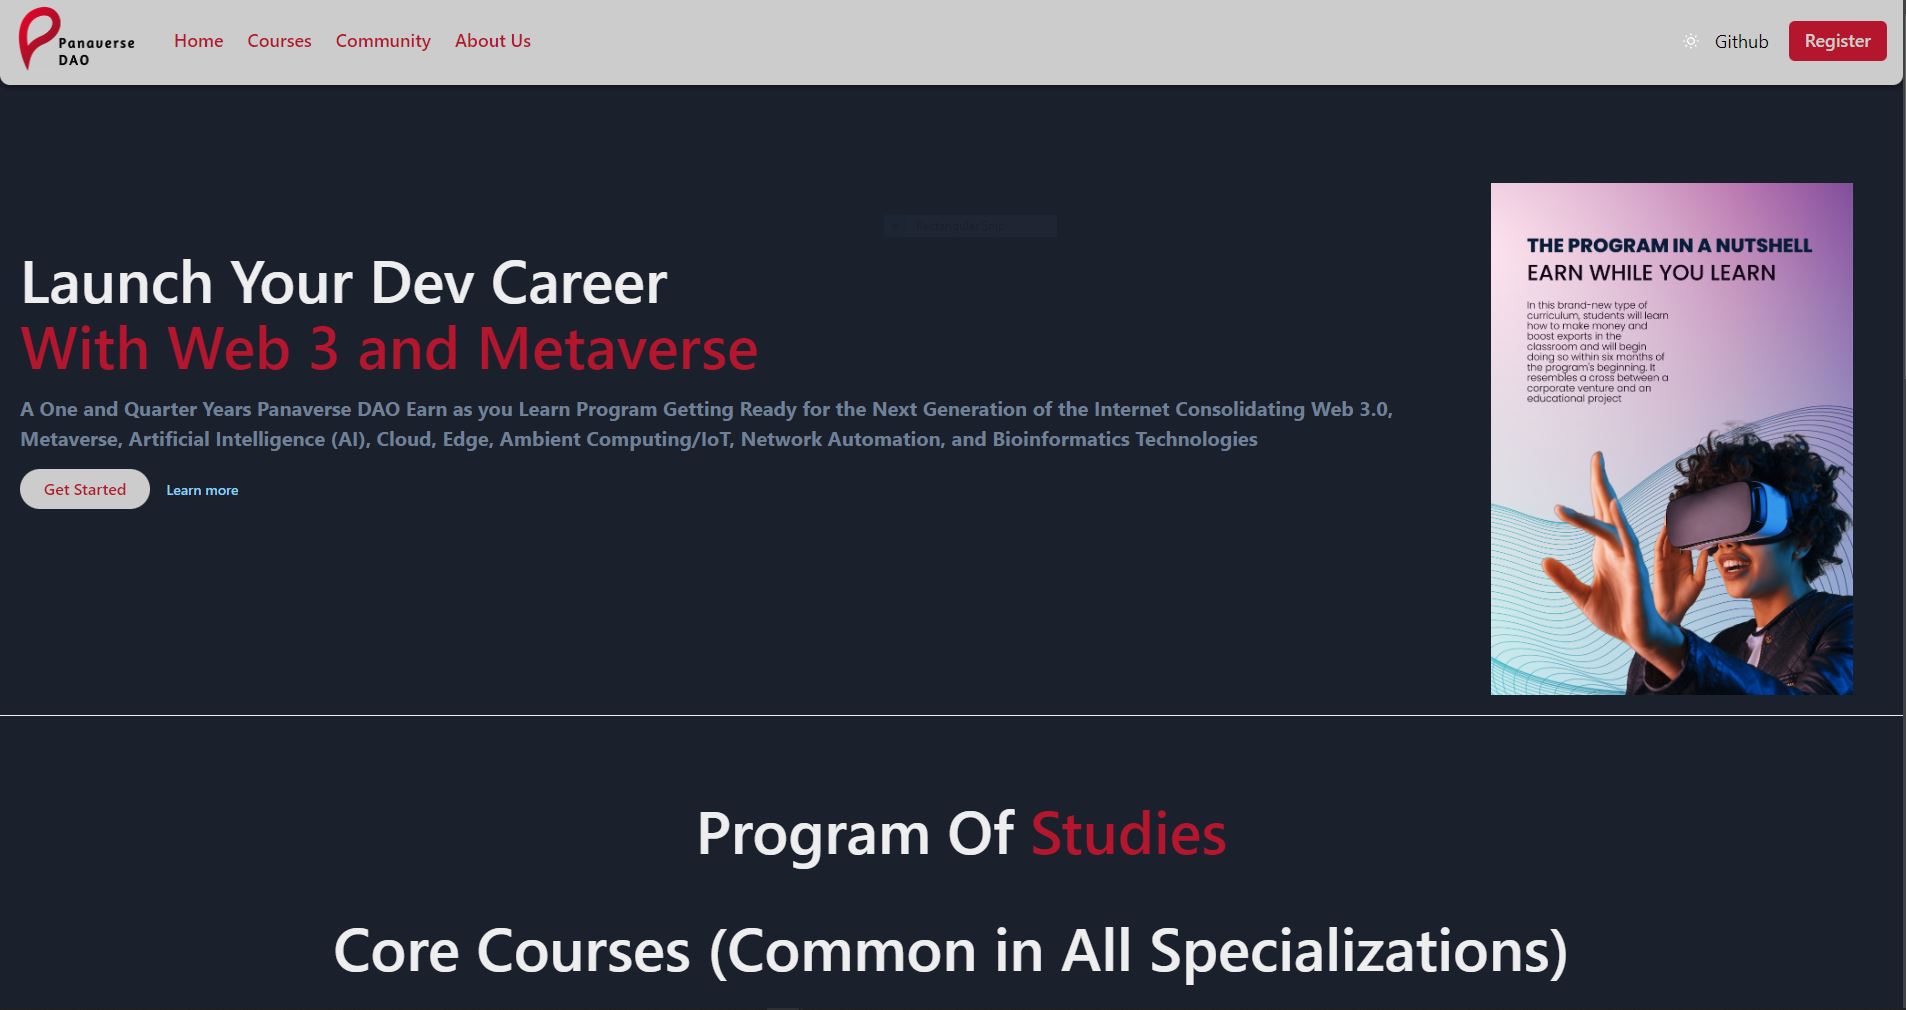 Panaverse
DAO
Home
Courses
Community
About Us
Github
Register
Rectangular Snip
Launch Your Dev Career
With Web 3 and Metaverse
A One and Quarter Years Panaverse DAO Earn as you Learn Program Getting Ready for the Next Generation of the Internet Consolidating Web 3.0,
Metaverse, Artificial Intelligence (AI), Cloud, Edge, Ambient Computing/IoT, Network Automation, and Bioinformatics Technologies
Get Started
Learn more
THE PROGRAM IN A NUTSHELL
EARN WHILE YOU LEARN
In this brand-new type of
curriculum, students will learn
how to make money and
boost exports in the
classroom and will begin
doing so within six months of
the program's beginning. It
resembles a cross between a
corporate venture and an
educational project
Program Of Studies
Core Courses (Common in All Specializations)